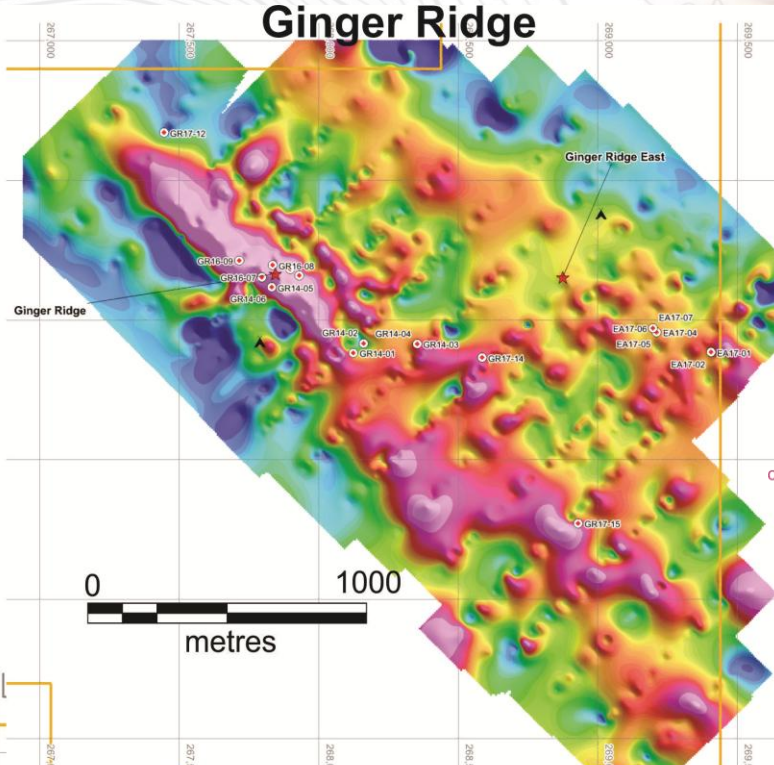 Ginger Ridge
267,000
267,500
269,000
269,500
GR17-12
Ginger Ridge East
GR16-09
GR16-08
GR16-07
GR14-05
GR14-06
Ginger Ridge
EA17-07
EA17-06
EA17-04
EA17-05
GR14-02
GR14-04
GR14-03
GR14-01
GR17-14
EA17-01
EA17-02
GR17-15
0
1000
metres